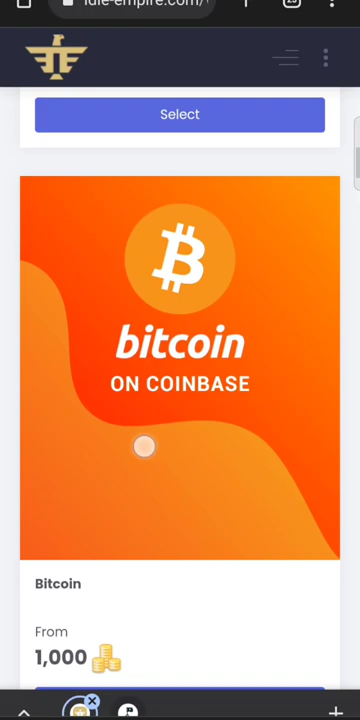 idle-empire.com/
Select
bitcoin
ON COINBASE
Bitcoin
From
1,000